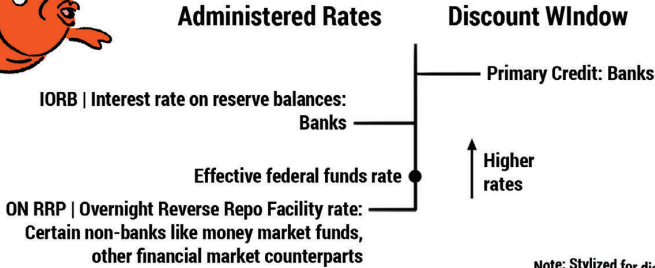 Administered Rates
Discount WIndow
Primary Credit: Banks
IORB | Interest rate on reserve balances:
Banks
Higher
rates
Effective federal funds rate
ON RRP | Overnight Reverse Repo Facility rate:
Certain non-banks like money market funds,
other financial market counterparts
Note: Stylized for